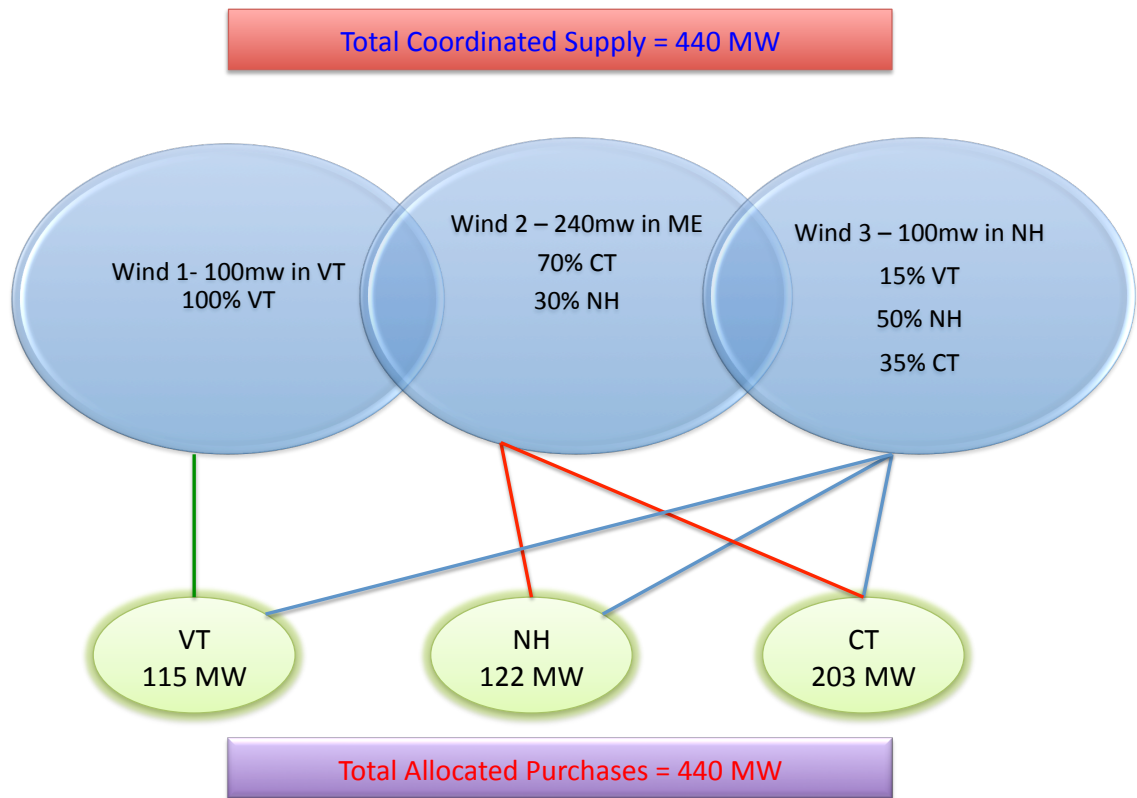 Total Coordinated Supply = 440 MW
Wind 1- 100mw in VT
100% VT
Wind 2 – 240mw in ME
70% CT
30% NH
Wind 3 – 100mw in NH
15% VT
50% NH
35% CT
VT
115 MW
NH
122 MW
CT
203 MW
Total Allocated Purchases = 440 MW